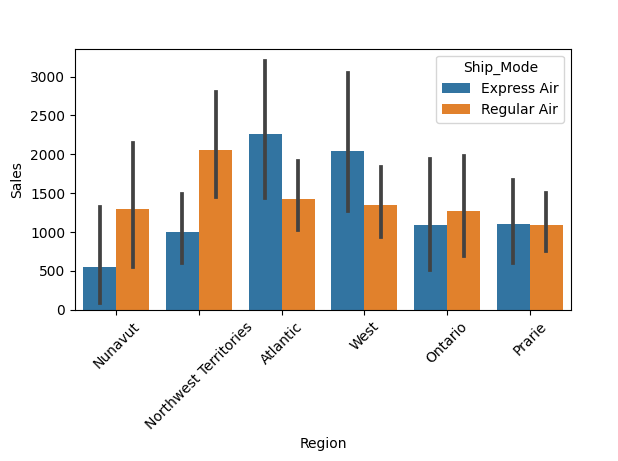 Ship_Mode
Express Air
Regular Air
3000
2500
2000
1500
1000
500
0
Sales
Nunavut
Northwest Territories
Atlantic
West
Ontario
Prarie
Region